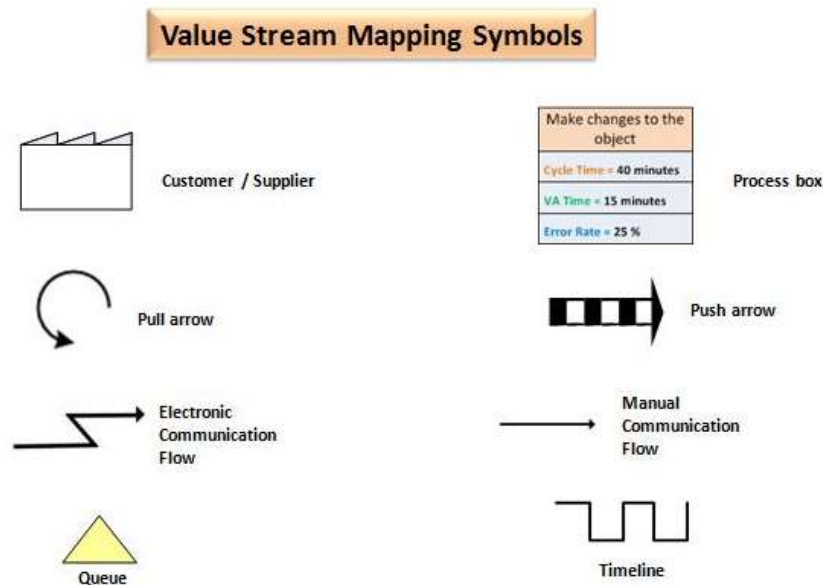 Value Stream Mapping Symbols
Customer / Supplier
Make changes to the
object
Cycle Time = 40 minutes
VA Time = 15 minutes
Error Rate = 25 %
Process box
Pull arrow
Push arrow
Electronic
Communication
Flow
Manual
Communication
Flow
Queue
Timeline